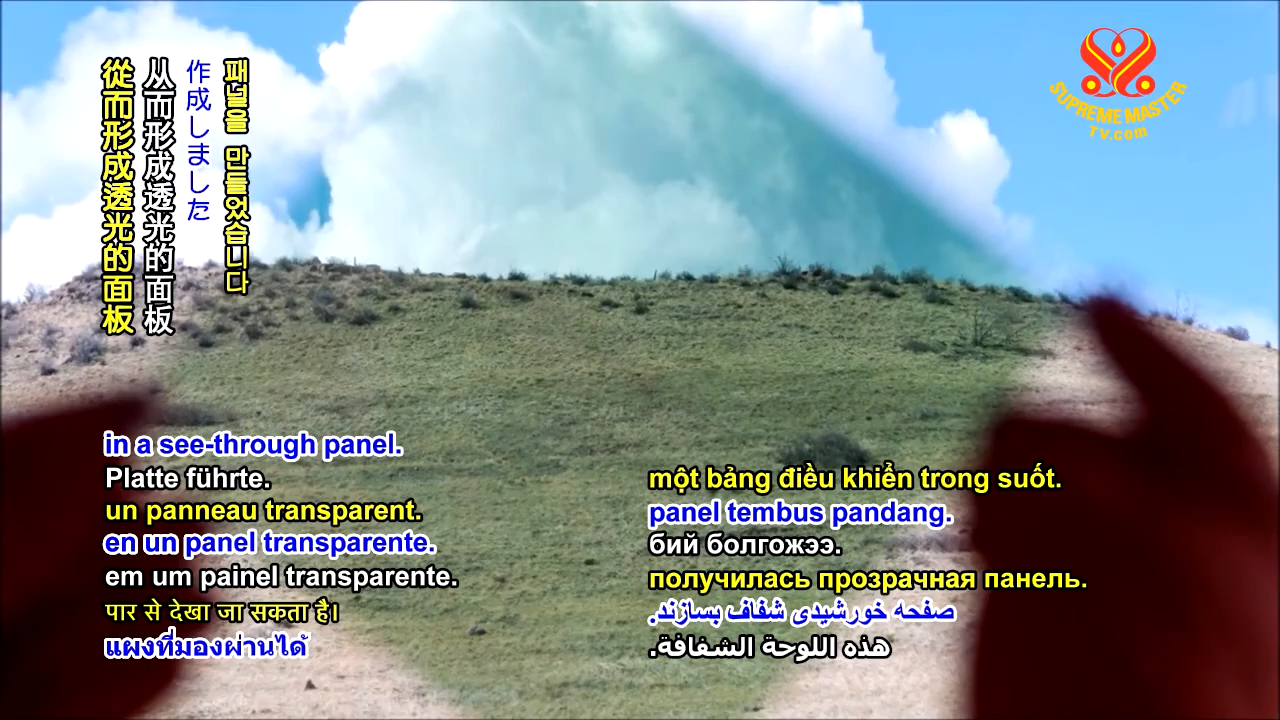 從而形成透光的面板
从而形成透光的面板
作成しました
패널을 만들었습니다
SUPREME MASTER
TV.com
in a see-through panel.
Platte führte.
un panneau transparent.
en un panel transparente.
em um painel transparente.
पार से देखा जा सकता है।
แผงที่มองผ่านได้
một bảng điều khiển trong suốt.
panel tembus pandang.
бий болгожээ.
получилась прозрачная панель.
صفحه خورشیدی شفاف بسازند.
هذه اللوحة الشفافة.